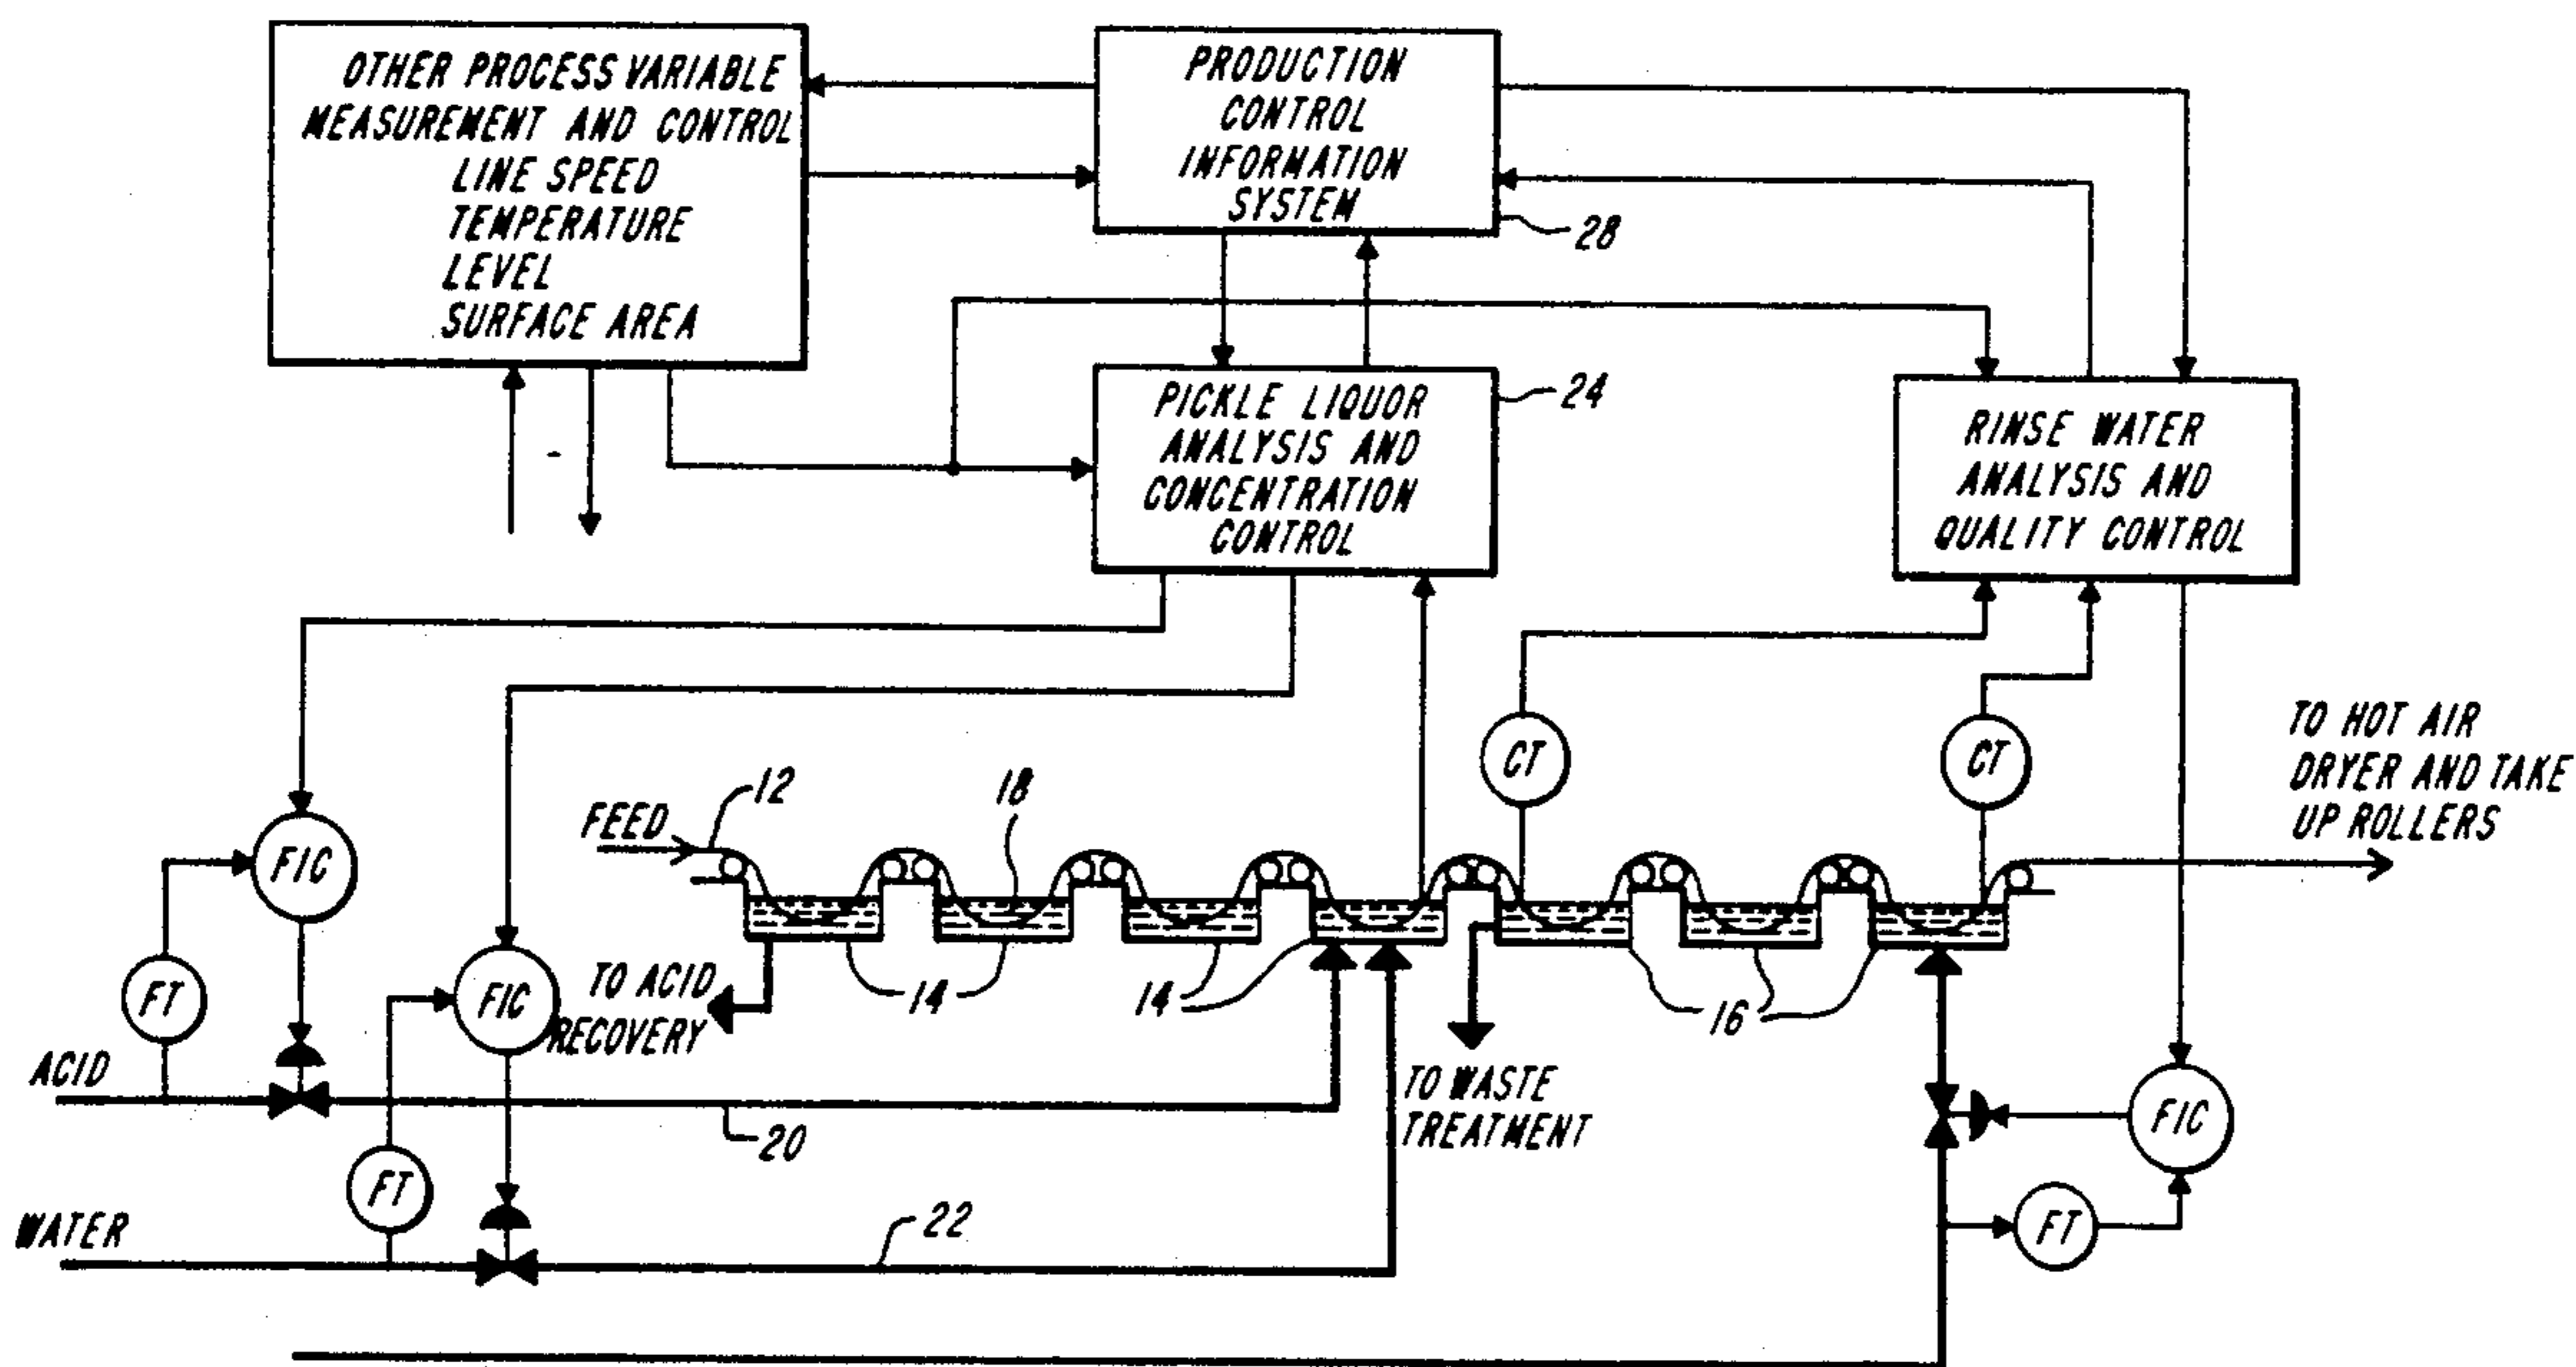 OTHER PROCESS VARIABLE
MEASUREMENT AND CONTROL
LINE SPEED
TEMPERATURE
LEVEL
SURFACE AREA
PRODUCTION
CONTROL
INFORMATION
SYSTEM
28
PICKLE LIQUOR
ANALYSIS AND
CONCENTRATION
CONTROL
24
RINSE WATER
ANALYSIS AND
QUALITY CONTROL
CT
CT
TO HOT AIR
DRYER AND TAKE
UP ROLLERS
FEED
12
18
FIC
FT
FIC
TO ACID
RECOVERY
14
14
16
ACID
20
TO WASTE
TREATMENT
FIC
FT
WATER
22
FT